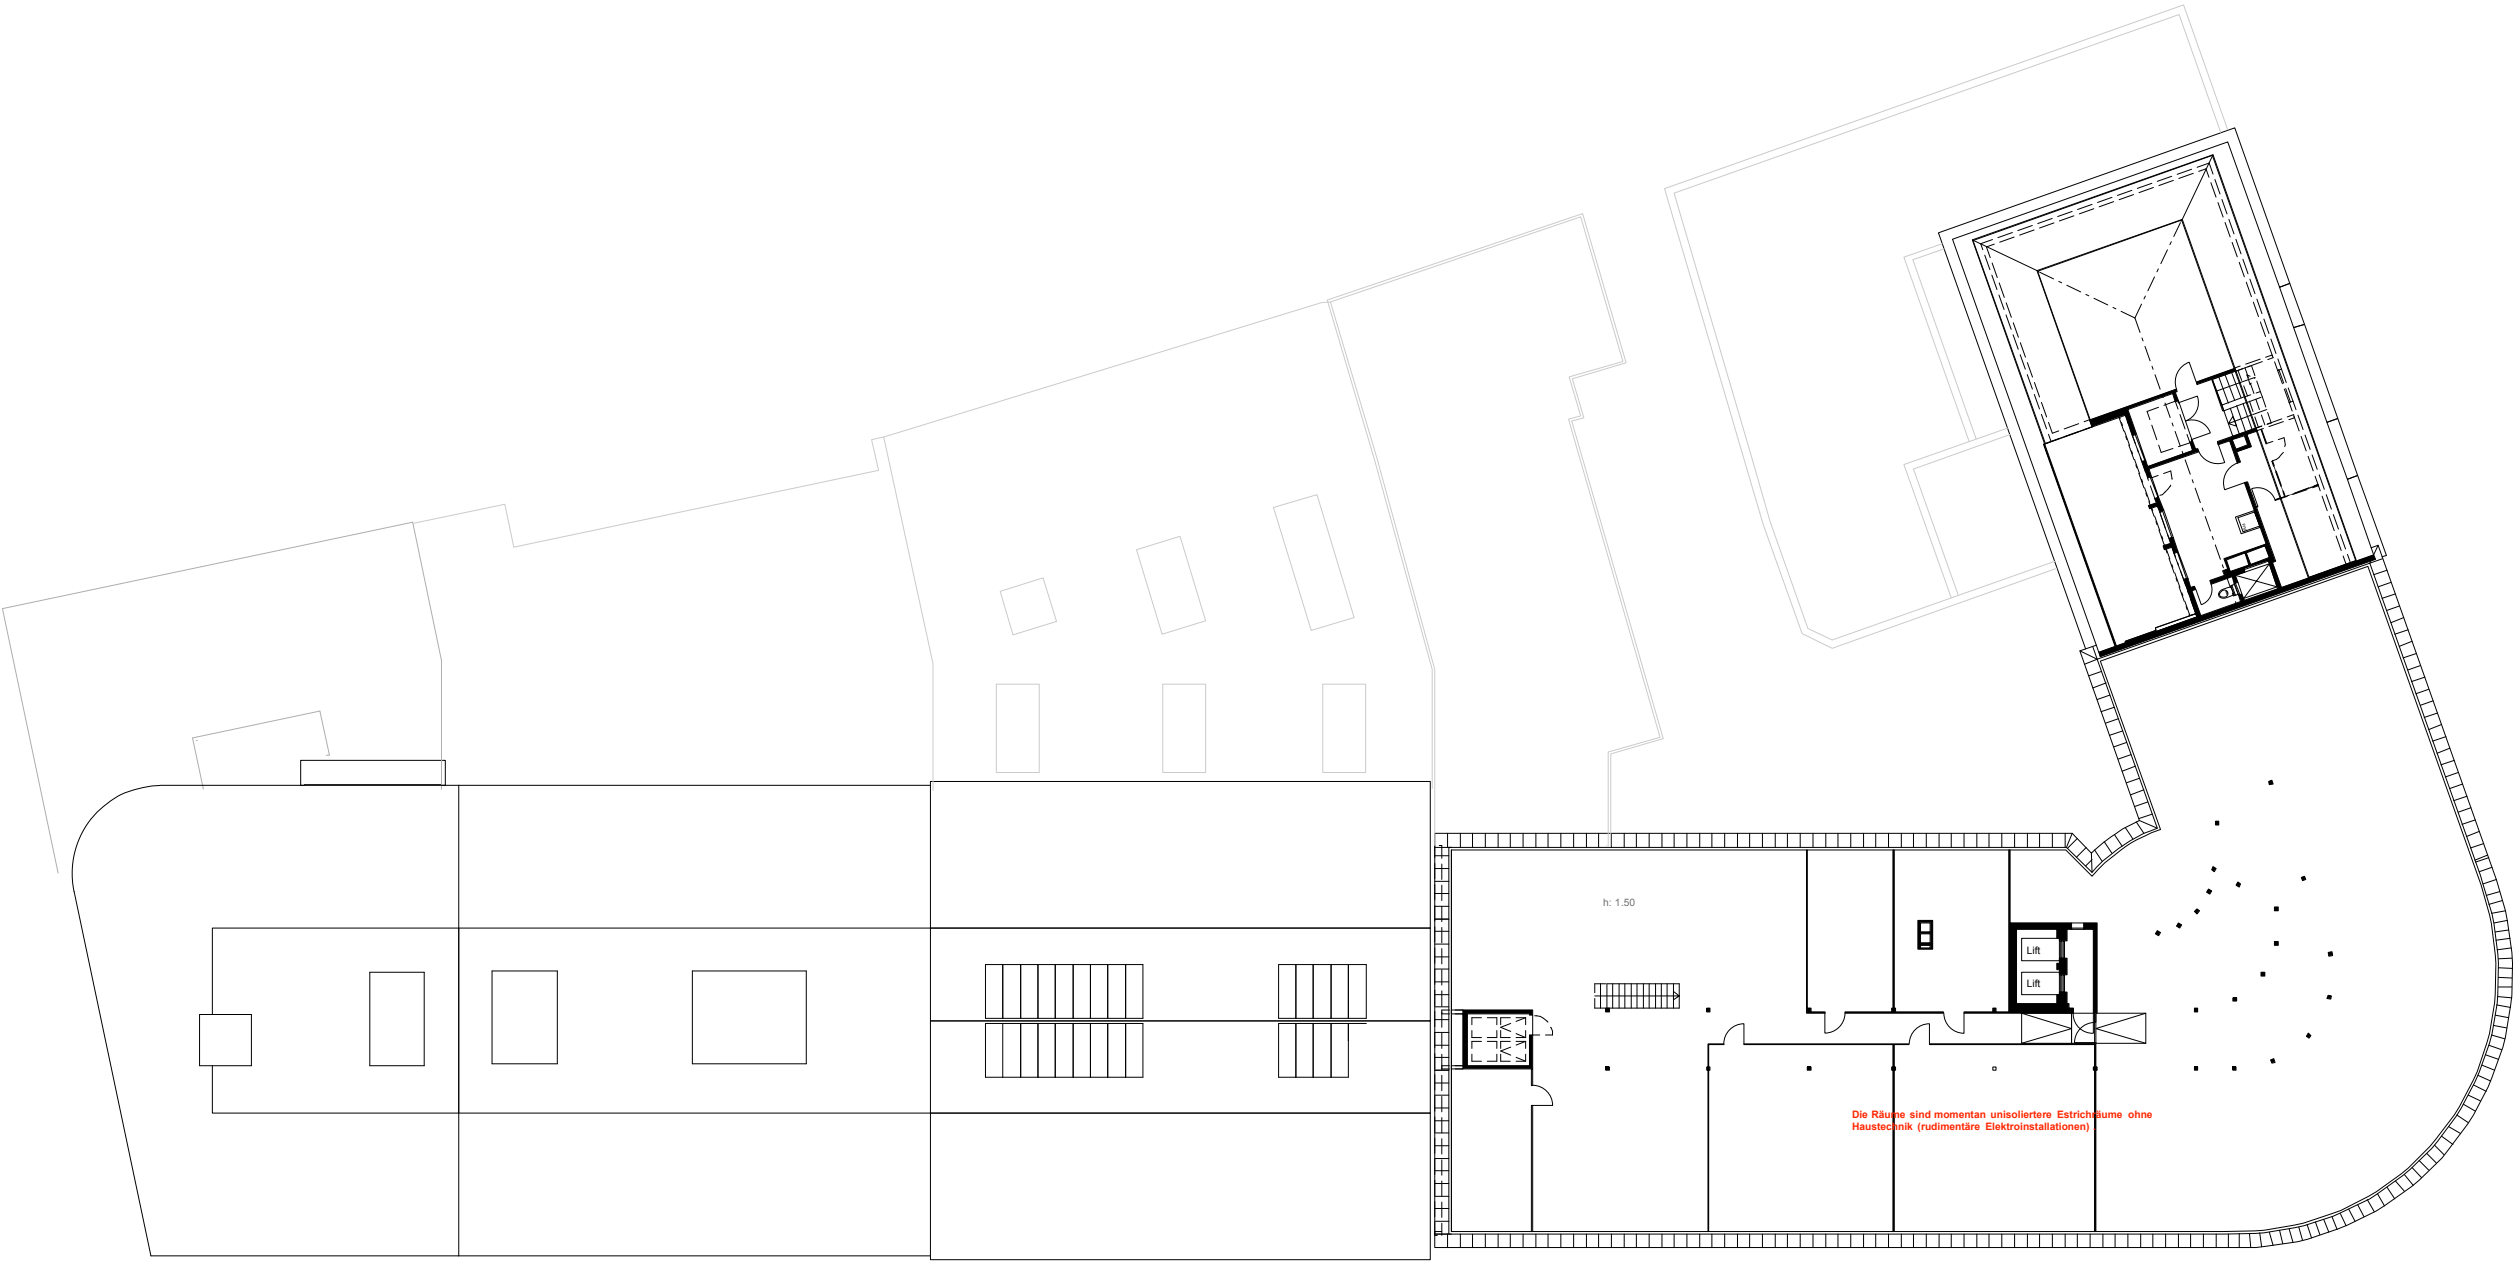 h: 1.50
Lift
Lift
Die Räume sind momentan unisoliertere Estrichräume ohne
Haustechnik (rudimentäre Elektroinstallationen)